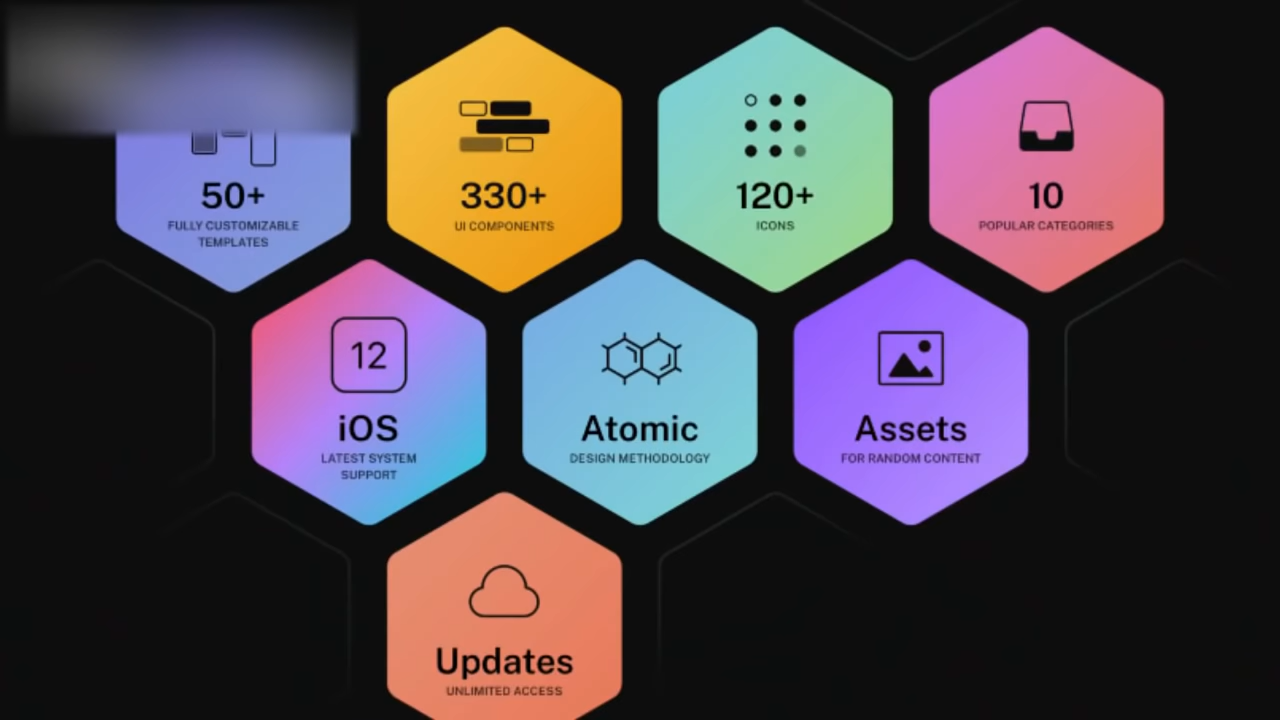 50+
FULLY CUSTOMIZABLE
TEMPLATES
330+
UI COMPONENTS
120+
ICONS
10
POPULAR CATEGORIES
12
iOS
LATEST SYSTEM
SUPPORT
Atomic
DESIGN METHODOLOGY
Assets
FOR RANDOM CONTENT
Updates
UNLIMITED ACCESS